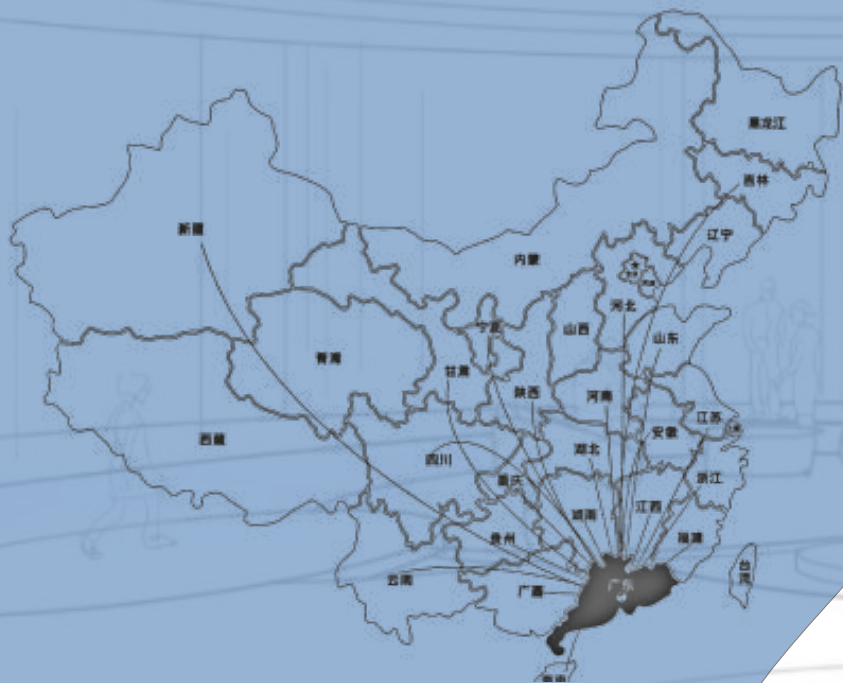 黑龙江
吉林
辽宁
新疆
内蒙
河北
宁夏
山西
山东
青海
甘肃
陕西
河南
江苏
西藏
安徽
四川
湖北
重庆
浙江
湖南
江西
贵州
福建
云南
广西
广东
台湾